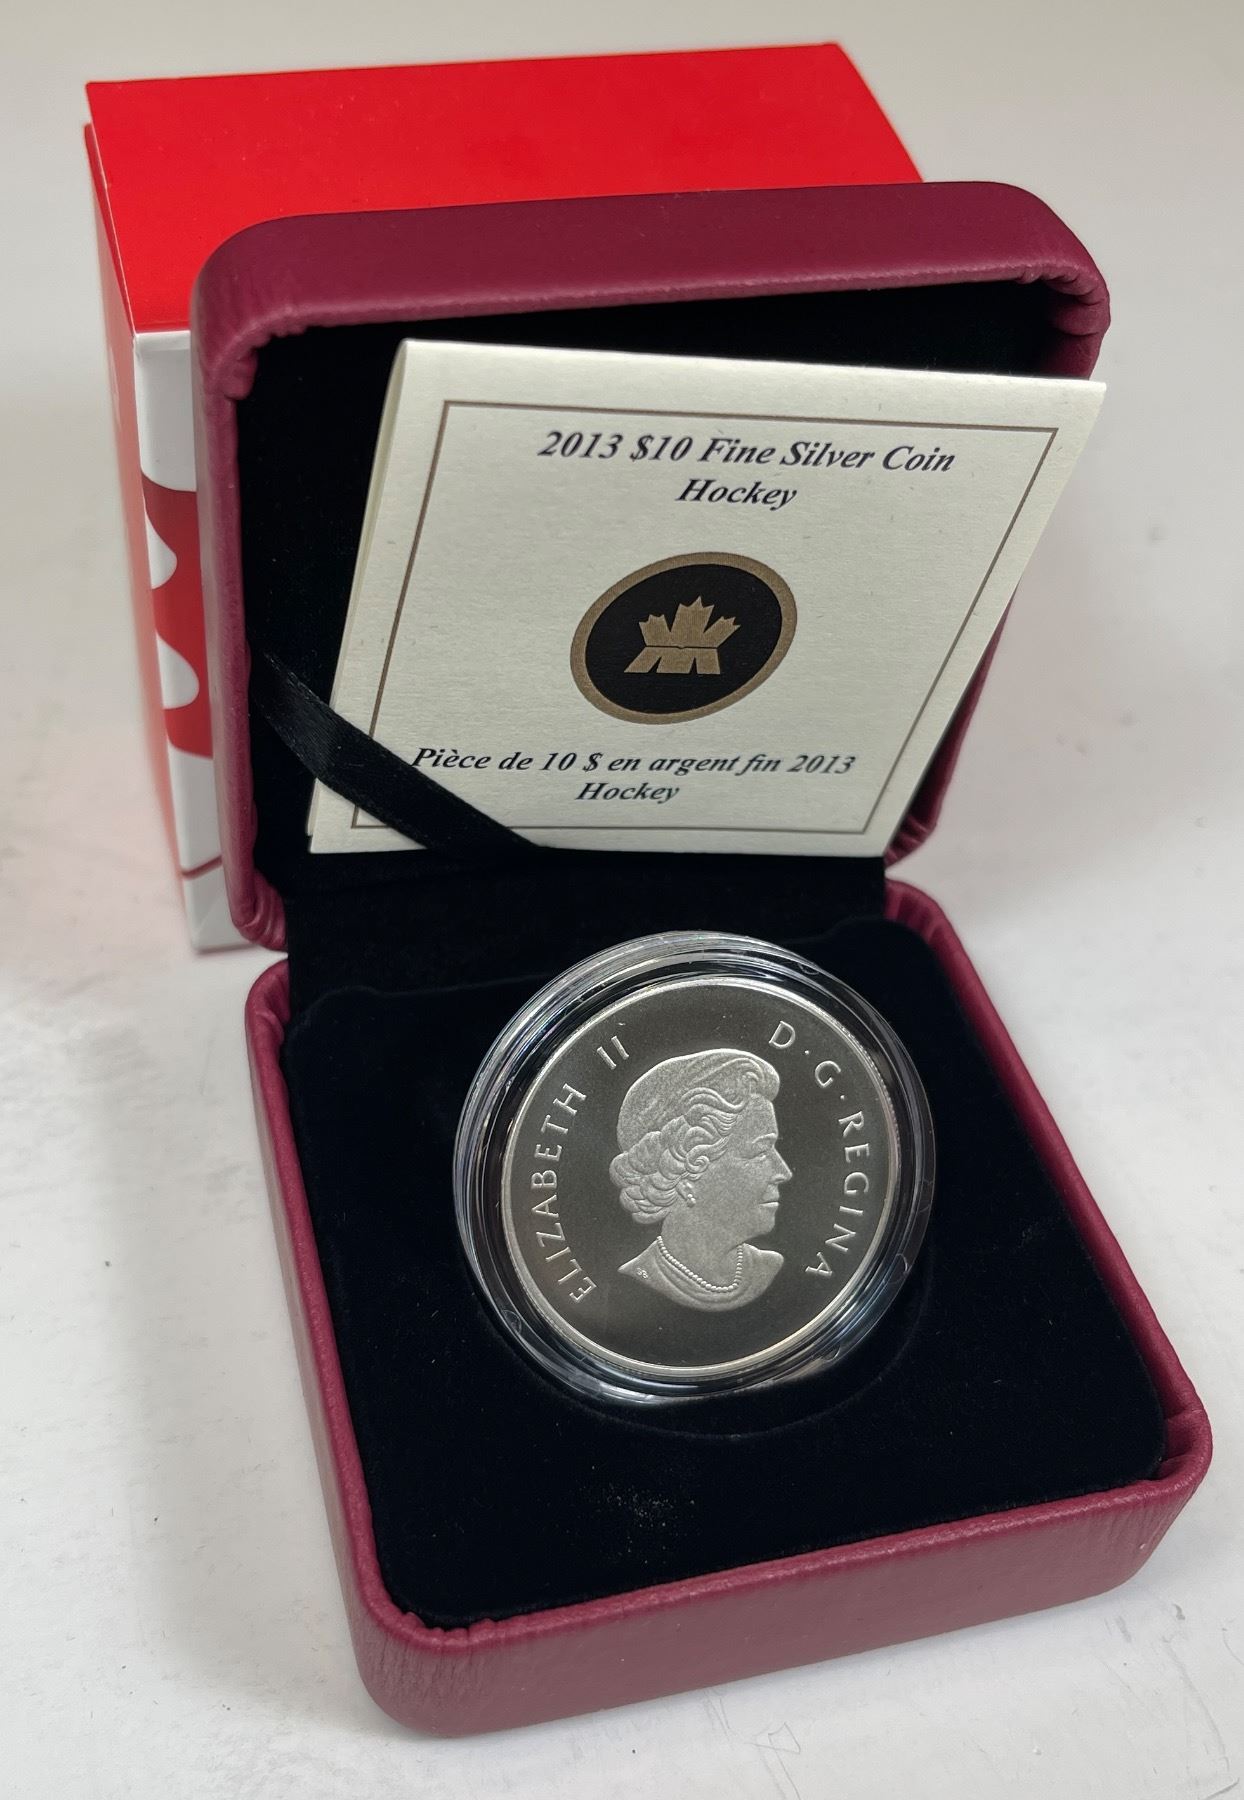 2013 $10 Fine Silver Coin
Hockey
Pièce de 10 $ en argent fin 2013
Hockey
ELIZABETH II D·G·REGINA